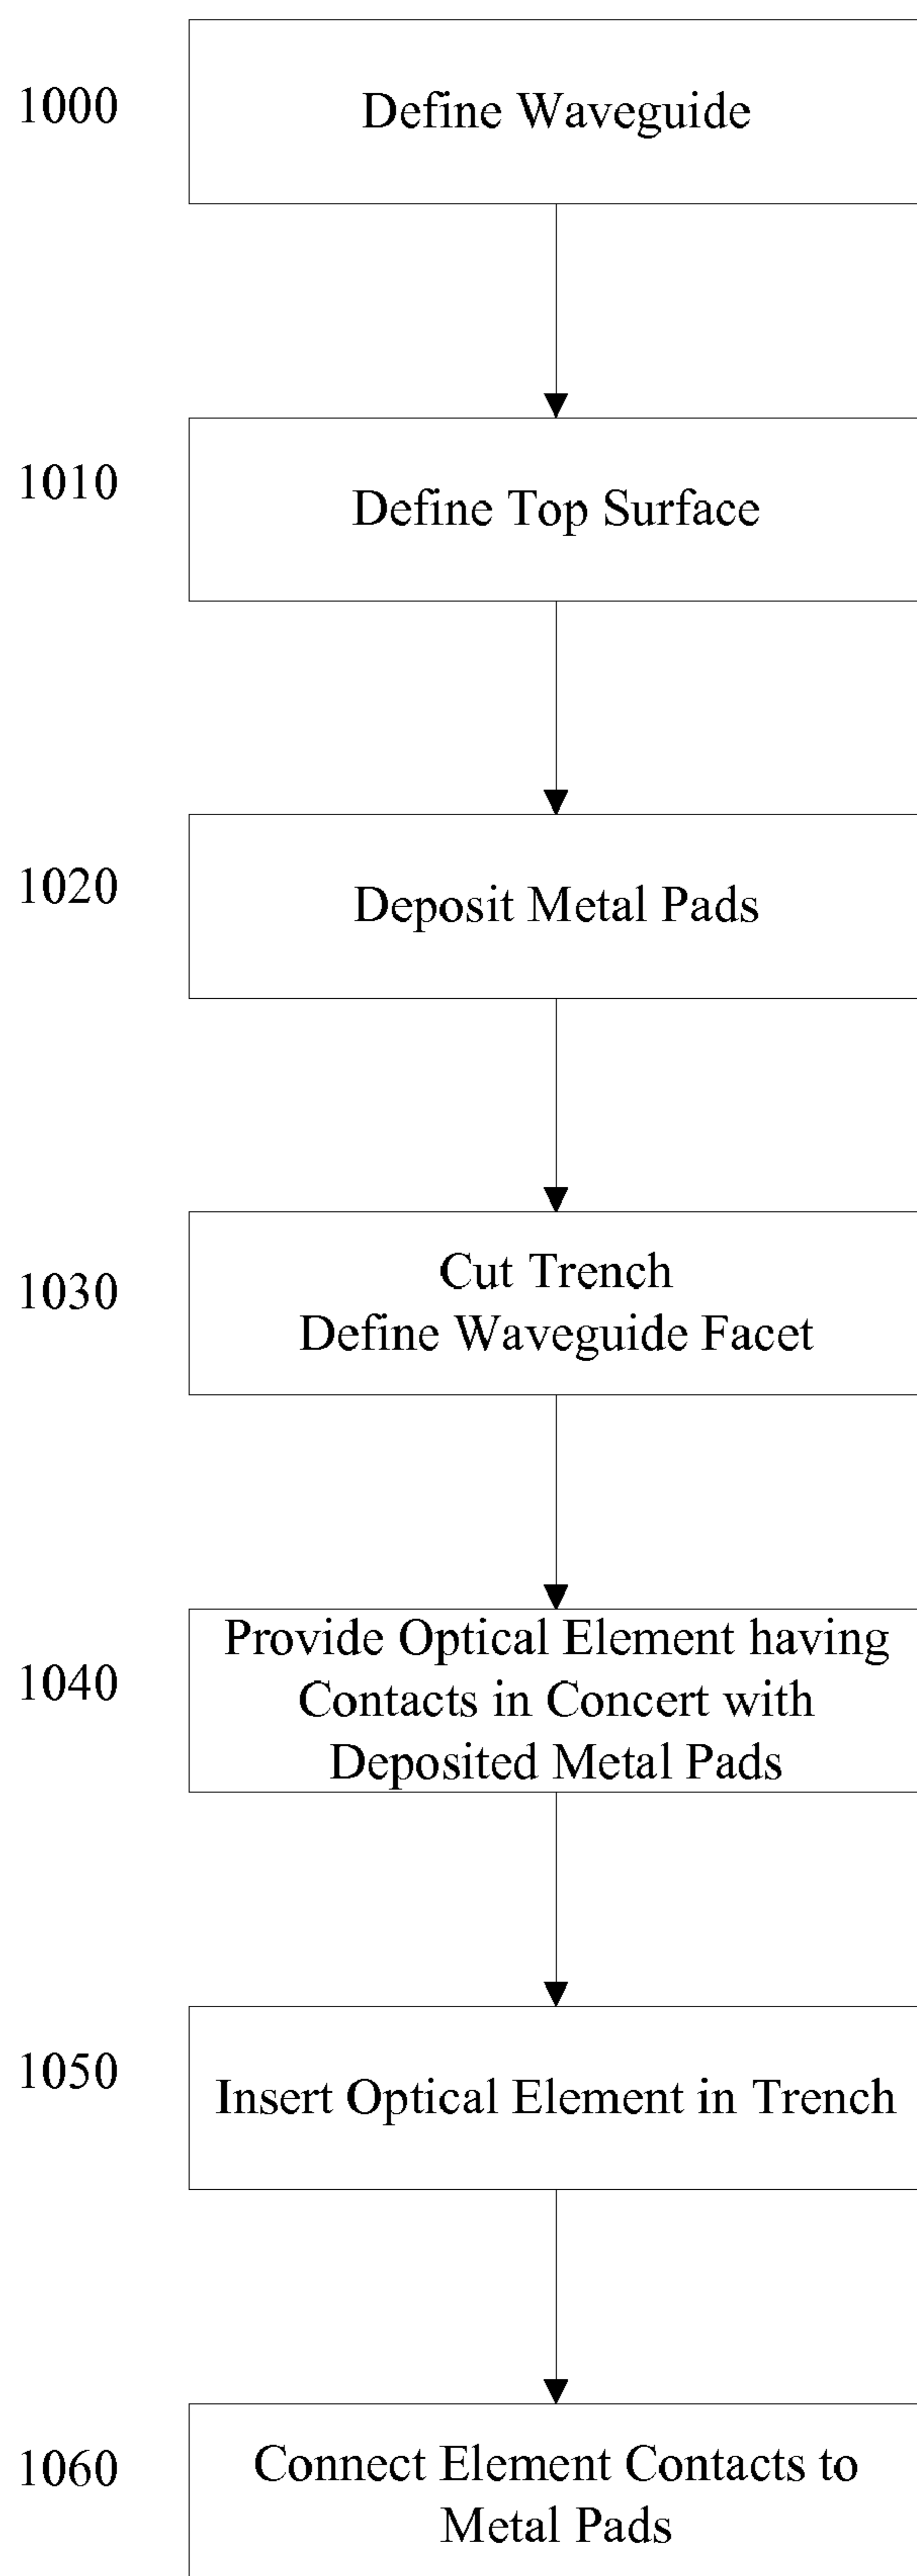 1000
Define Waveguide
1010
Define Top Surface
1020
Deposit Metal Pads
1030
Cut Trench
Define Waveguide Facet
1040
Provide Optical Element having
Contacts in Concert with
Deposited Metal Pads
1050
Insert Optical Element in Trench
1060
Connect Element Contacts to
Metal Pads